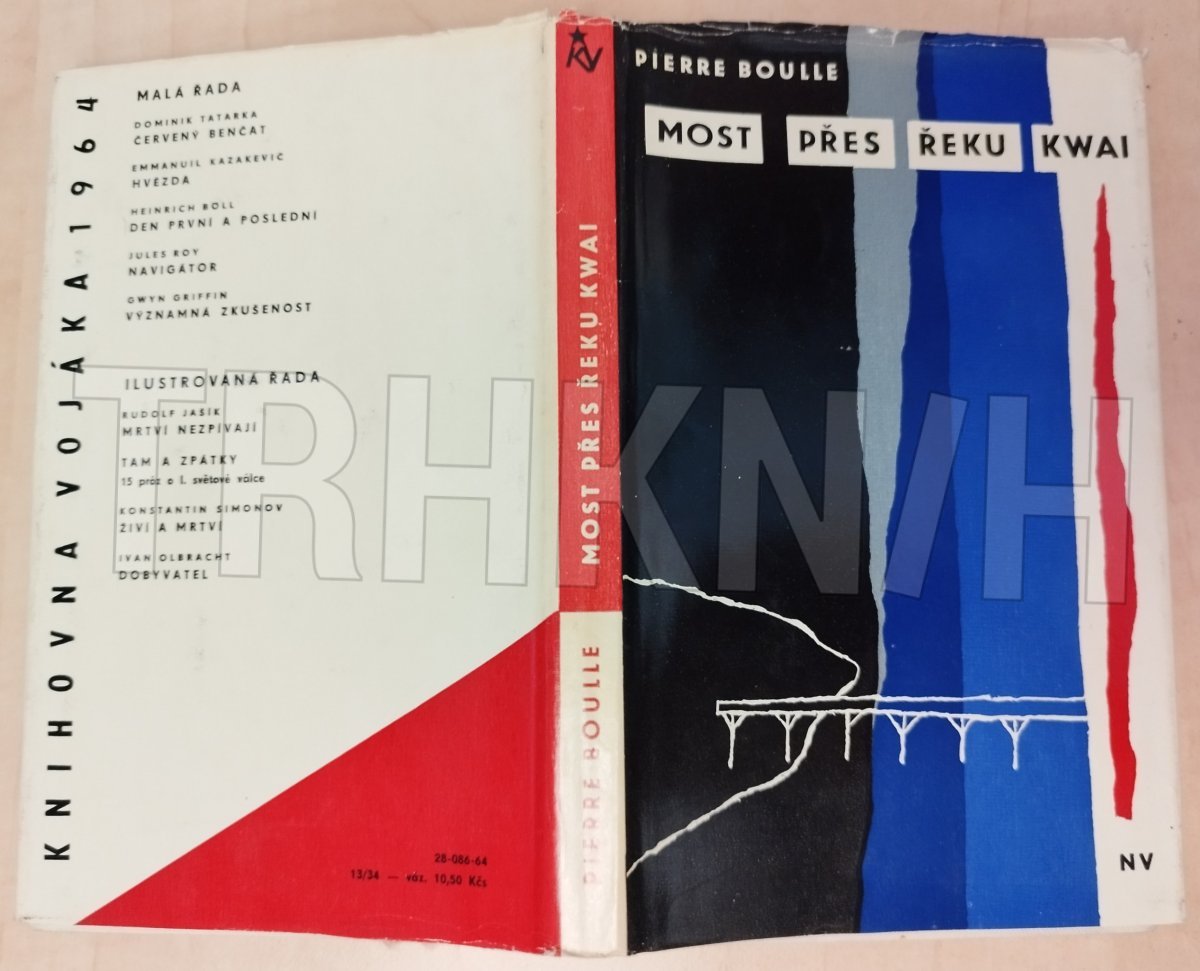 KNIHOVNA VOJÁKA 1964
MALÁ ŘADA
DOMINIK TATARKA
ČERVENÝ BENČAT
EMMANUIL KAZAKEVIČ
HVĚZDA
HEINRICH BÖLL
DEN PRVNÍ A POSLEDNÍ
JULES ROY
NAVIGÁTOR
GWYN GRIFFIN
VÝZNAMNÁ ZKUŠENOST
ILUSTROVANÁ ŘADA
RUDOLF JAŠÍK
MRTVÍ NEZPÍVAJÍ
TAM A ZPÁTKY
15 próz o I. světové válce
KONSTANTIN SIMONOV
ŽIVÍ A MRTVÍ
IVAN OLBRACHT
DOBYVATEL
28-086-64
13/34 — váz. 10,50 Kčs
KV
MOST PŘES ŘEKU KWAI
PIERRE BOULLE
PIERRE BOULLE
MOST PŘES ŘEKU KWAI
NV
TRHKNIH